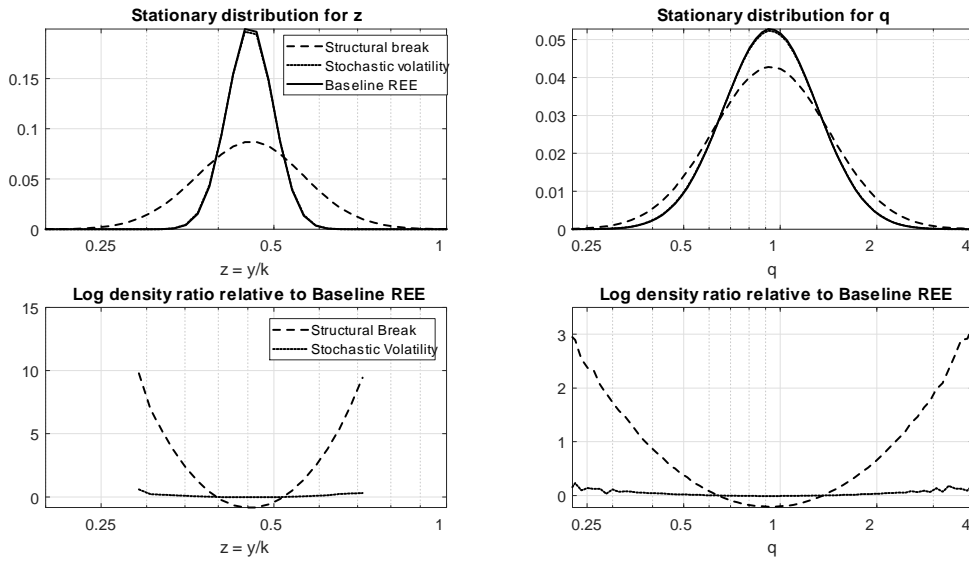 Stationary distribution for z
0.15
0.1
0.05
0
0.25
0.5
1
z = y/k
Structural break
Stochastic volatility
Baseline REE
Stationary distribution for q
0.05
0.04
0.03
0.02
0.01
0
0.25
0.5
1
2
4
q
Log density ratio relative to Baseline REE
15
10
5
0
0.25
0.5
1
z = y/k
Structural Break
Stochastic Volatility
Log density ratio relative to Baseline REE
3
2
1
0
0.25
0.5
1
2
4
q